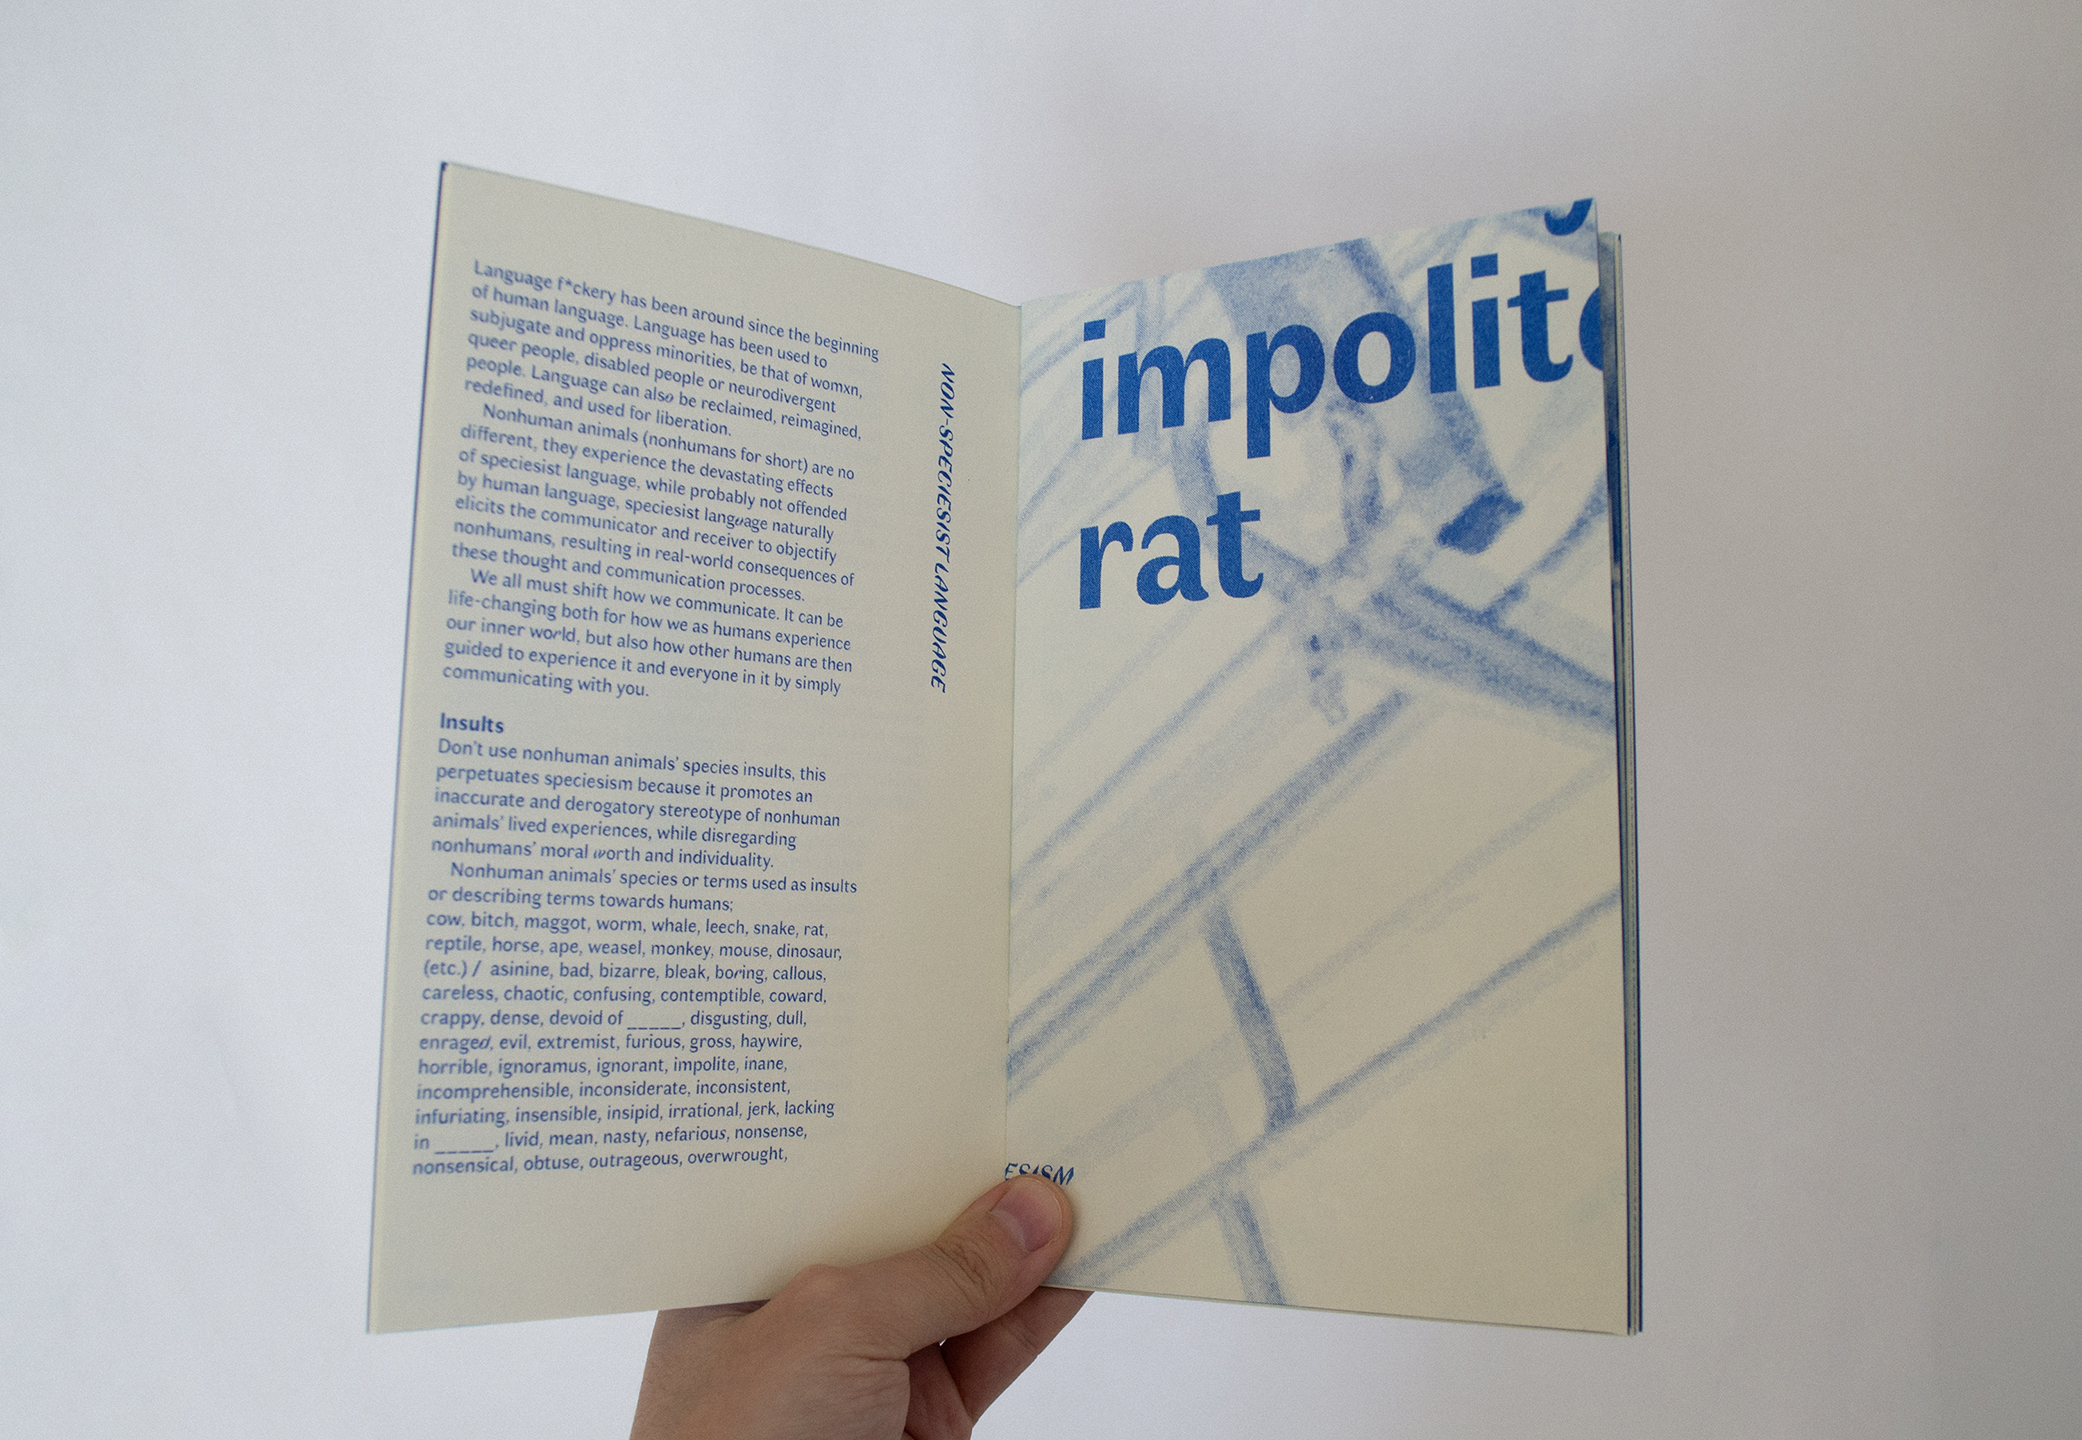 Language f*ckery has been around since the beginning
of human language. Language has been used to
subjugate and oppress minorities, be that of womxn,
queer people, disabled people or neurodivergent
people. Language can also be reclaimed, reimagined,
redefined, and used for liberation.
Nonhuman animals (nonhumans for short) are no
different, they experience the devastating effects
of speciesist language, while probably not offended
by human language, speciesist language naturally
elicits the communicator and receiver to objectify
nonhumans, resulting in real-world consequences of
these thought and communication processes.
We all must shift how we communicate. It can be
life-changing both for how we as humans experience
our inner world, but also how other humans are then
guided to experience it and everyone in it by simply
communicating with you.
Insults
Don't use nonhuman animals' species insults, this
perpetuates speciesism because it promotes an
inaccurate and derogatory stereotype of nonhuman
animals' lived experiences, while disregarding
nonhumans' moral worth and individuality.
Nonhuman animals' species or terms used as insults
or describing terms towards humans;
cow, bitch, maggot, worm, whale, leech, snake, rat,
reptile, horse, ape, weasel, monkey, mouse, dinosaur,
(etc.) / asinine, bad, bizarre, bleak, boring, callous,
careless, chaotic, confusing, contemptible, coward,
crappy, dense, devoid of _____, disgusting, dull,
enraged, evil, extremist, furious, gross, haywire,
horrible, ignoramus, ignorant, impolite, inane,
incomprehensible, inconsiderate, inconsistent,
infuriating, insensible, insipid, irrational, jerk, lacking
in _____, livid, mean, nasty, nefarious, nonsense,
nonsensical, obtuse, outrageous, overwrought,
NON-SPECIESIST LANGUAGE
impolite
rat
ESISM